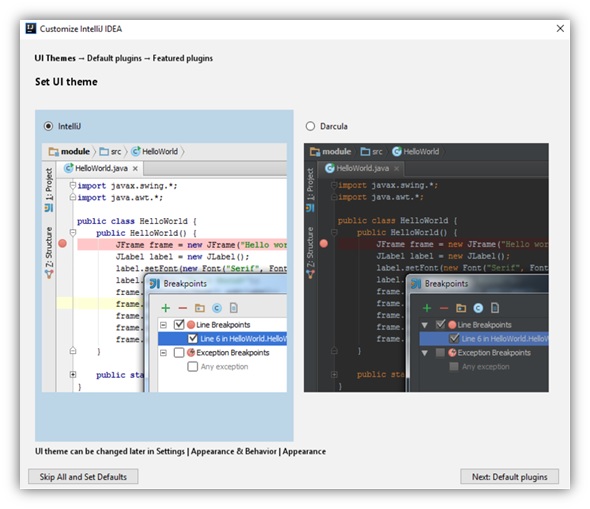 Customize IntelliJ IDEA
UI Themes → Default plugins → Featured plugins
Set UI theme
IntelliJ
module src HelloWorld
HelloWorld.java
1: Project
Z: Structure
import javax.swing.*;
import java.awt.*;
public class HelloWorld {
public HelloWorld() {
JFrame frame = new JFrame("Hello wor
JLabel label = new JLabel();
label.setFont(new Font("Serif", Font
frame.
frame.
frame.
frame.
}
public sta
}
Breakpoints
Line Breakpoints
Line 6 in HelloWorld.HelloW
Exception Breakpoints
Any exception
Darcula
module src HelloWorld
HelloWorld.java
1: Project
Z: Structure
import javax.swing.*;
import java.awt.*;
public class HelloWorld {
public HelloWorld() {
JFrame frame = new JFrame("Hello wor
JLabel label = new JLabel();
label.setFont(new Font("Serif", Font
frame.
frame.
frame.
frame.
}
public sta
}
Breakpoints
Line Breakpoints
Line 6 in HelloWorld.HelloW
Exception Breakpoints
Any exception
UI theme can be changed later in Settings | Appearance & Behavior | Appearance
Skip All and Set Defaults
Next: Default plugins